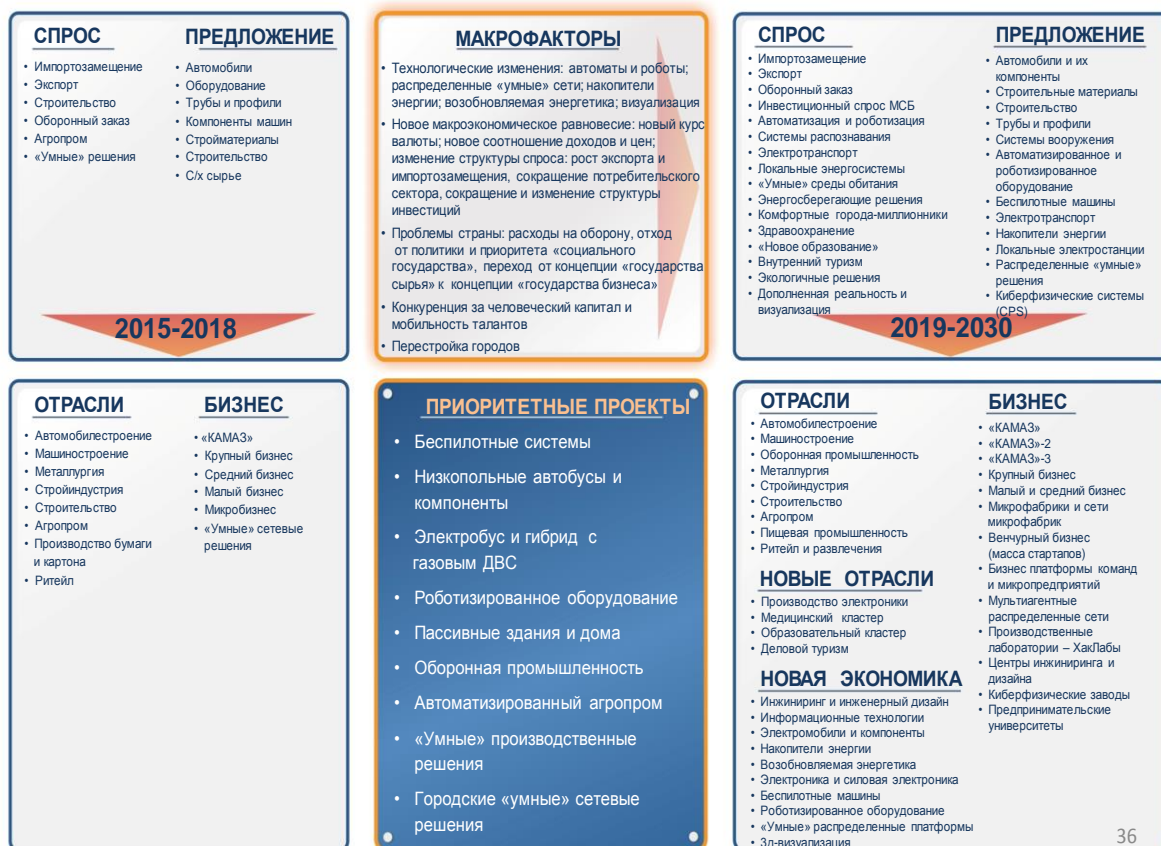 СПРОС
• Импортозамещение
• Экспорт
• Строительство
• Оборонный заказ
• Агропром
• «Умные» решения
ПРЕДЛОЖЕНИЕ
• Автомобили
• Оборудование
• Трубы и профили
• Компоненты машин
• Стройматериалы
• Строительство
• С/х сырье
2015-2018
МАКРОФАКТОРЫ
• Технологические изменения: автоматы и роботы;
распределенные «умные» сети; накопители
энергии; возобновляемая энергетика; визуализация
• Новое макроэкономическое равновесие: новый курс
валюты; новое соотношение доходов и цен;
изменение структуры спроса: рост экспорта и
импортозамещения, сокращение потребительского
сектора, сокращение и изменение структуры
инвестиций
• Проблемы страны: расходы на оборону, отход
от политики и приоритета «социального
государства», переход от концепции «государства
сырья» к концепции «государства бизнеса»
• Конкуренция за человеческий капитал и
мобильность талантов
• Перестройка городов
СПРОС
• Импортозамещение
• Экспорт
• Оборонный заказ
• Инвестиционный спрос МСБ
• Автоматизация и роботизация
• Системы распознавания
• Электротранспорт
• Локальные энергосистемы
• «Умные» среды обитания
• Энергосберегающие решения
• Комфортные города-миллионники
• Здравоохранение
• «Новое образование»
• Внутренний туризм
• Экологичные решения
• Дополненная реальность и
визуализация
ПРЕДЛОЖЕНИЕ
• Автомобили и их
компоненты
• Строительные материалы
• Строительство
• Трубы и профили
• Системы вооружения
• Автоматизированное и
роботизированное
оборудование
• Беспилотные машины
• Электротранспорт
• Накопители энергии
• Локальные электростанции
• Распределенные «умные»
решения
• Киберфизические системы
(CPS)
2019-2030
ОТРАСЛИ
• Автомобилестроение
• Машиностроение
• Металлургия
• Стройиндустрия
• Строительство
• Агропром
• Производство бумаги
и картона
• Ритейл
БИЗНЕС
• «КАМАЗ»
• Крупный бизнес
• Средний бизнес
• Малый бизнес
• Микробизнес
• «Умные» сетевые
решения
ПРИОРИТЕТНЫЕ ПРОЕКТЫ
• Беспилотные системы
• Низкопольные автобусы и
компоненты
• Электробус и гибрид с
газовым ДВС
• Роботизированное оборудование
• Пассивные здания и дома
• Оборонная промышленность
• Автоматизированный агропром
• «Умные» производственные
решения
• Городские «умные» сетевые
решения
ОТРАСЛИ
• Автомобилестроение
• Машиностроение
• Оборонная промышленность
• Металлургия
• Стройиндустрия
• Строительство
• Агропром
• Пищевая промышленность
• Ритейл и развлечения
НОВЫЕ ОТРАСЛИ
• Производство электроники
• Медицинский кластер
• Образовательный кластер
• Деловой туризм
НОВАЯ ЭКОНОМИКА
• Инжиниринг и инженерный дизайн
• Информационные технологии
• Электромобили и компоненты
• Накопители энергии
• Возобновляемая энергетика
• Электроника и силовая электроника
• Беспилотные машины
• Роботизированное оборудование
• «Умные» распределенные платформы
• 3д-визуализация
БИЗНЕС
• «КАМАЗ»
• «КАМАЗ»-2
• «КАМАЗ»-3
• Крупный бизнес
• Малый и средний бизнес
• Микрофабрики и сети
микрофабрик
• Венчурный бизнес
(масса стартапов)
• Бизнес платформы команд
и микропредприятий
• Мультиагентные
распределенные сети
• Производственные
лаборатории – ХакЛабы
• Центры инжиниринга и
дизайна
• Киберфизические заводы
• Предпринимательские
университеты
36